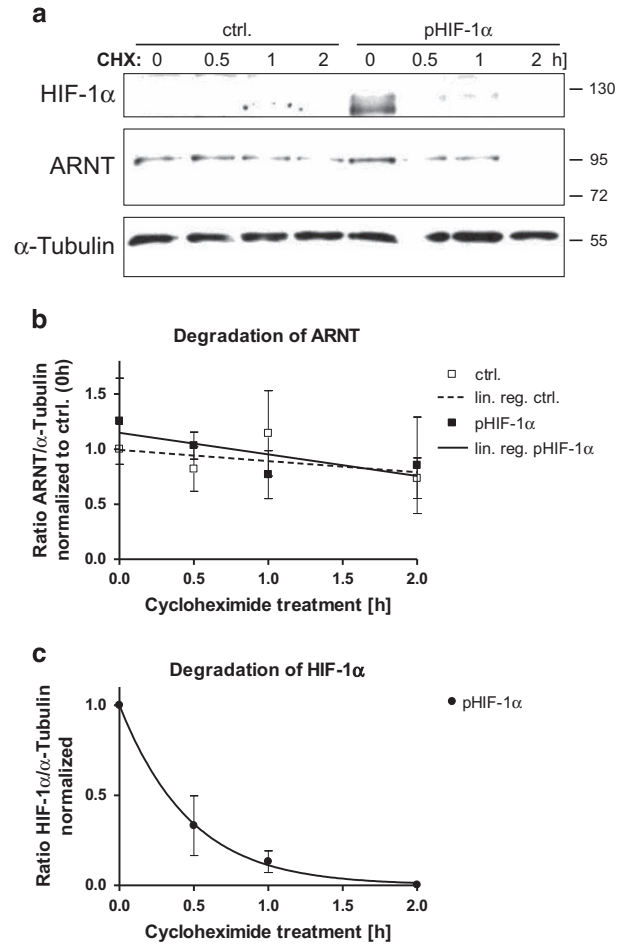 a
ctrl. pHIF-1α
CHX: 0 0.5 1 2 0 0.5 1 2 h]
HIF-1α
130
ARNT
95
72
α-Tubulin
55
b
Degradation of ARNT
Ratio ARNT/α-Tubulin
normalized to ctrl. (0h)
1.5
1.0
0.5
0.0
0.0 0.5 1.0 1.5 2.0
Cycloheximide treatment [h]
ctrl.
lin. reg. ctrl.
pHIF-1α
lin. reg. pHIF-1α
c
Degradation of HIF-1α
Ratio HIF-1α/α-Tubulin
normalized
1.0
0.5
0.0
0.0 0.5 1.0 1.5 2.0
Cycloheximide treatment [h]
pHIF-1α